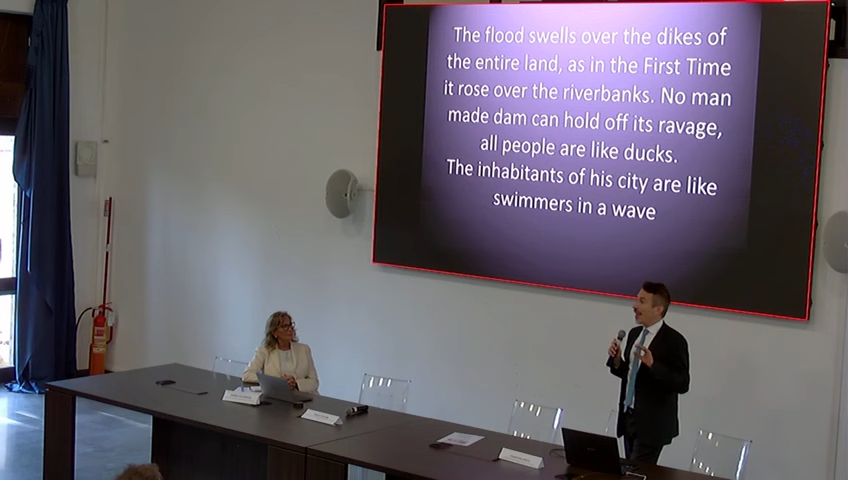 The flood swells over the dikes of
the entire land, as in the First Time
it rose over the riverbanks. No man
made dam can hold off its ravage,
all people are like ducks.
The inhabitants of his city are like
swimmers in a wave